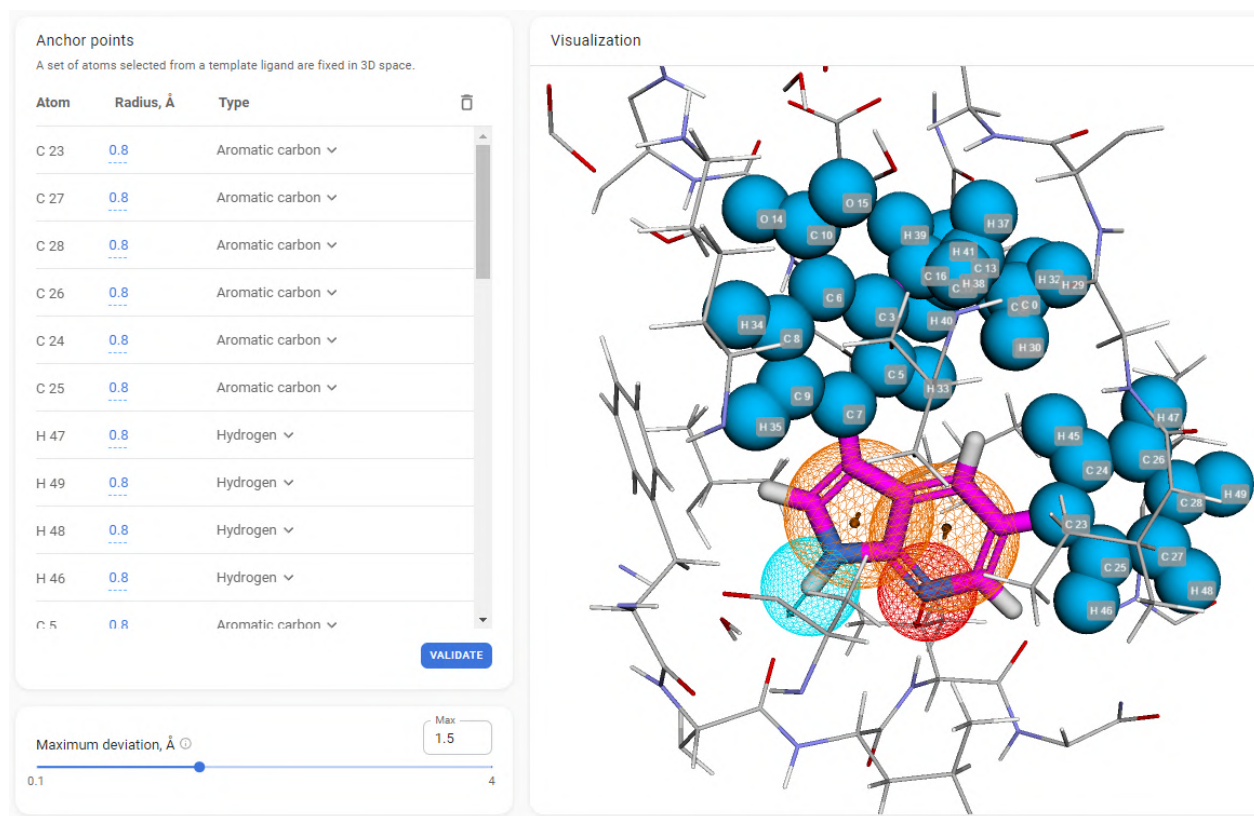 Anchor points
A set of atoms selected from a template ligand are fixed in 3D space.
Atom Radius, Å Type
C 23 0.8 Aromatic carbon
C 27 0.8 Aromatic carbon
C 28 0.8 Aromatic carbon
C 26 0.8 Aromatic carbon
C 24 0.8 Aromatic carbon
C 25 0.8 Aromatic carbon
H 47 0.8 Hydrogen
H 49 0.8 Hydrogen
H 48 0.8 Hydrogen
H 46 0.8 Hydrogen
C 5 0.8 Aromatic carbon
VALIDATE
Maximum deviation, Å
Max
1.5
0.1 4
Visualization
O 15
O 14
C 10
H 39
H 37
H 41
C 16
C 13
C
H 38
H 32
H 29
C 6
C 3
H 40
C
C 0
H 34
C 8
H 30
C 5
H 33
C 9
C 7
H 35
H 47
H 45
C 26
C 24
C 28
H 49
C 23
C 27
C 25
H 48
H 46